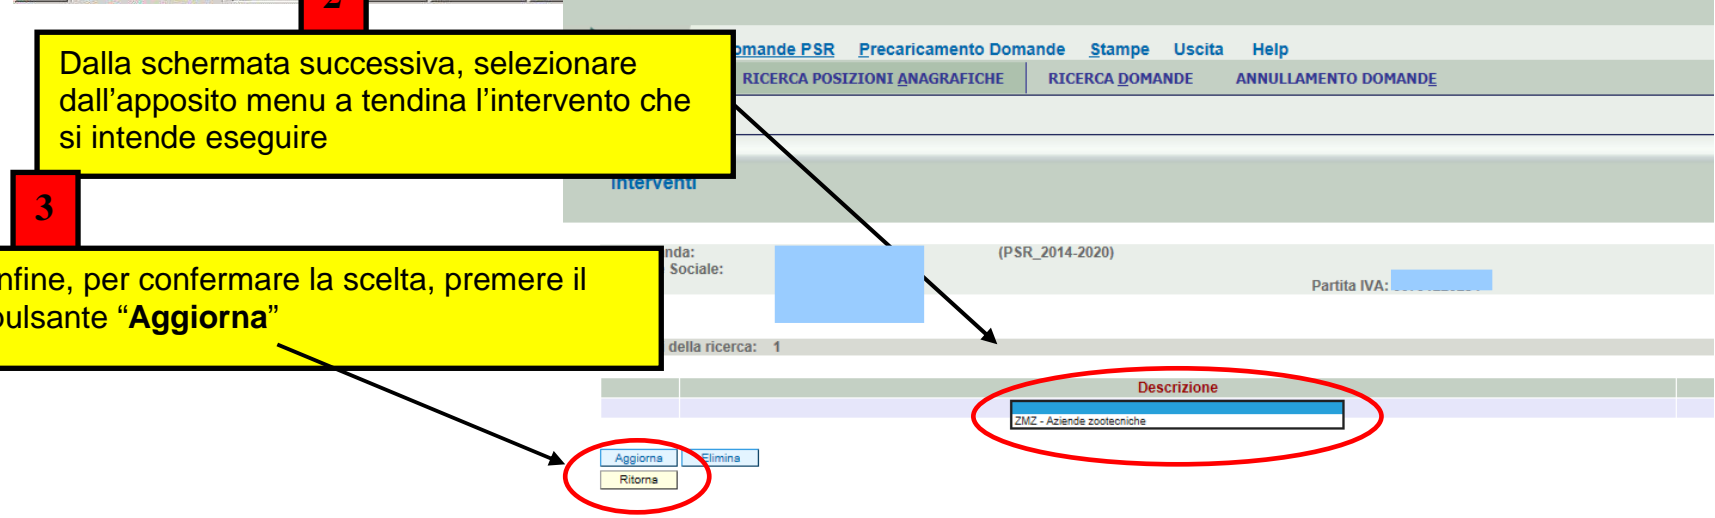 2
Dalla schermata successiva, selezionare
dall’apposito menu a tendina l’intervento che
si intende eseguire
omande PSR Precaricamento Domande Stampe Uscita Help
RICERCA POSIZIONI ANAGRAFICHE RICERCA DOMANDE ANNULLAMENTO DOMANDE
Interventi
3
nfine, per confermare la scelta, premere il
pulsante “Aggiorna”
nda: (PSR_2014-2020)
Sociale:
Partita IVA:
della ricerca: 1
Descrizione
ZMZ - Aziende zootecniche
Aggiorna Elimina
Ritorna